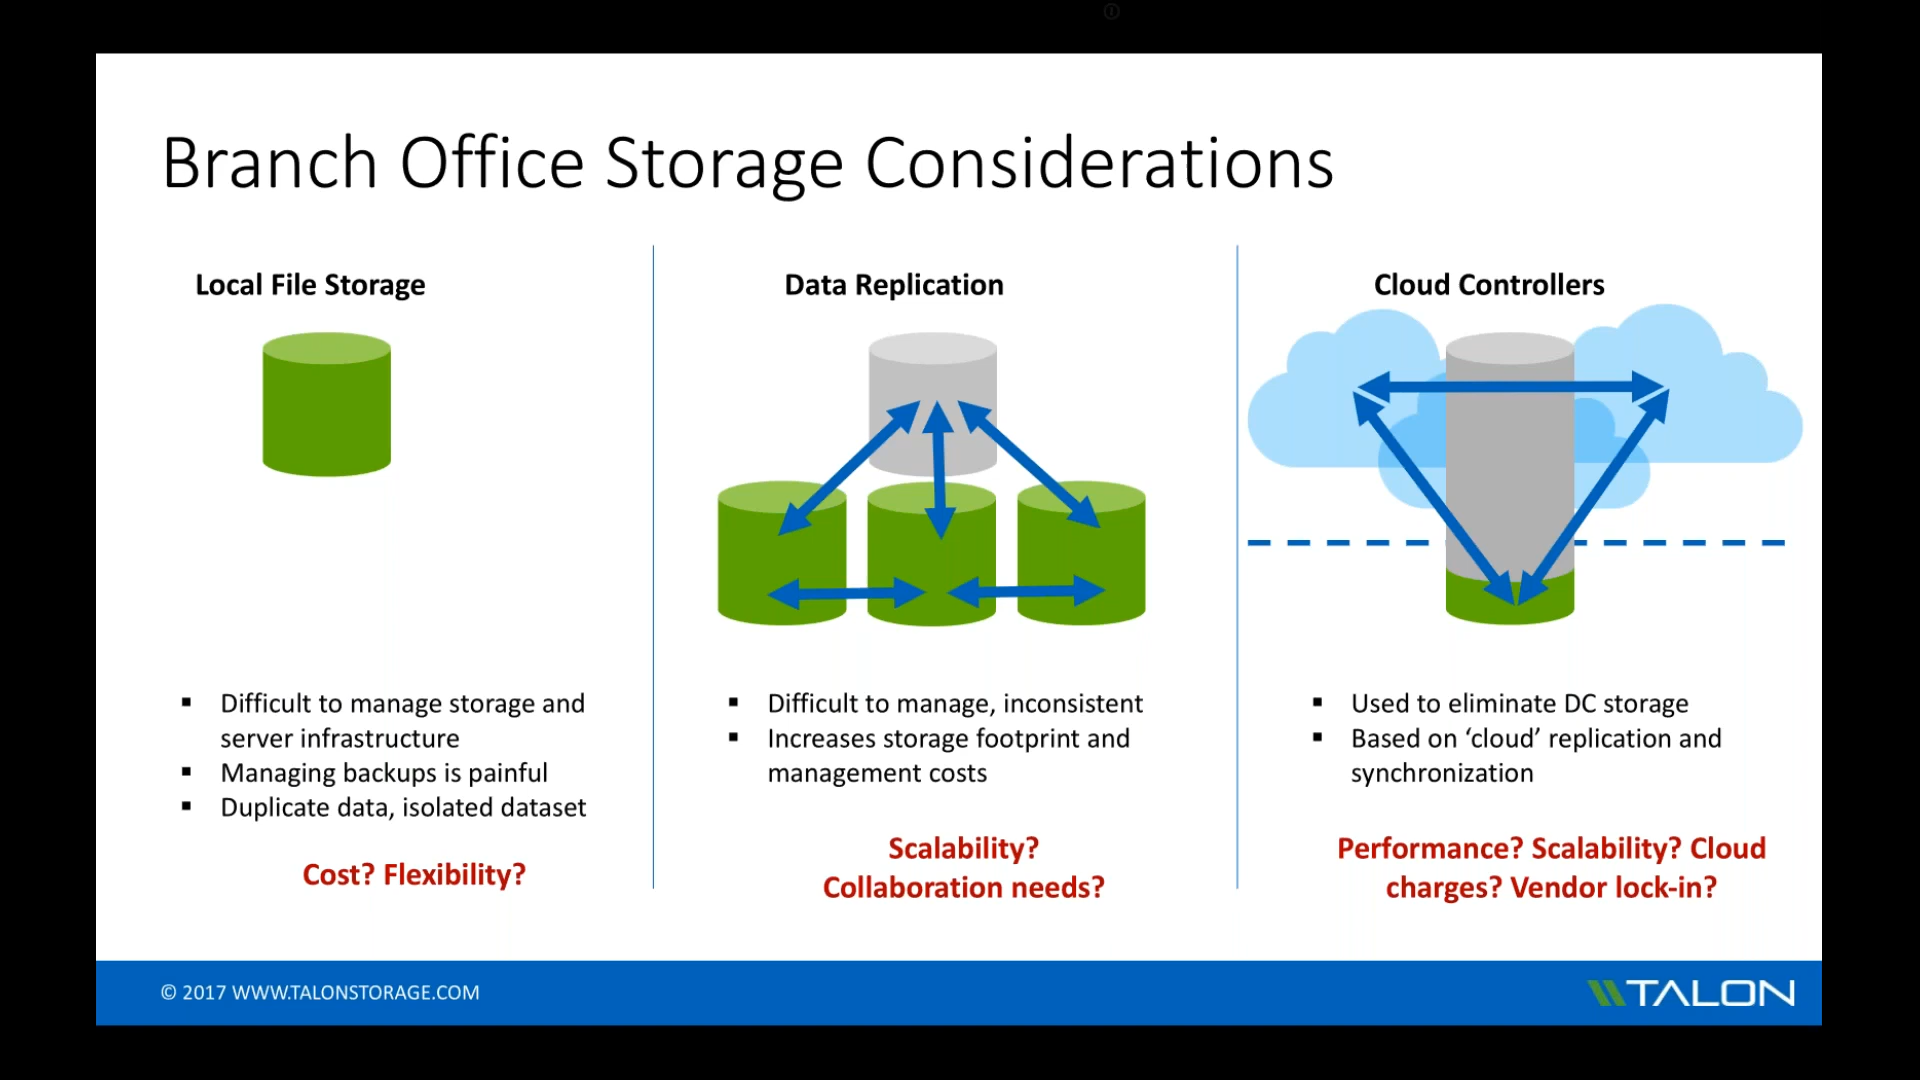 Branch Office Storage Considerations
Local File Storage
▪ Difficult to manage storage and
server infrastructure
▪ Managing backups is painful
▪ Duplicate data, isolated dataset
Cost? Flexibility?
Data Replication
▪ Difficult to manage, inconsistent
▪ Increases storage footprint and
management costs
Scalability?
Collaboration needs?
Cloud Controllers
▪ Used to eliminate DC storage
▪ Based on ‘cloud’ replication and
synchronization
Performance? Scalability? Cloud
charges? Vendor lock-in?
© 2017 WWW.TALONSTORAGE.COM
TALON